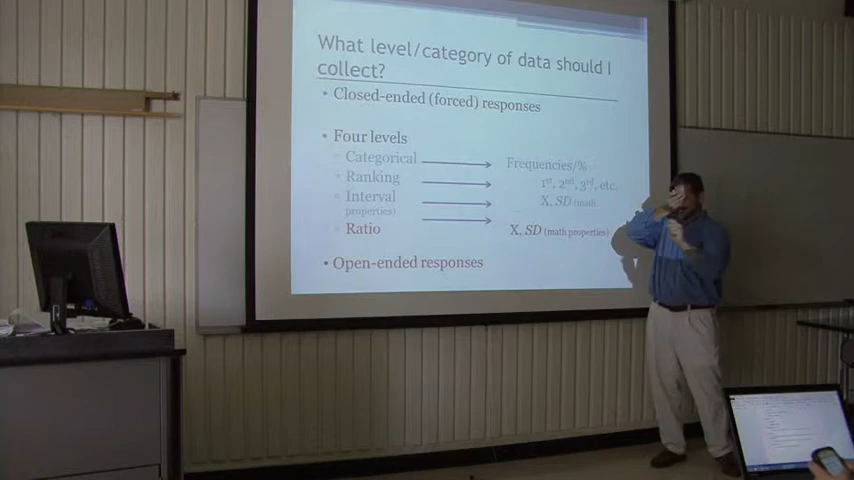 What level/category of data should I
collect?
• Closed-ended (forced) responses
• Four levels
Categorical Frequencies/%
Ranking 1st, 2nd, 3rd, etc.
Interval X, SD (math
properties)
Ratio X, SD (math properties)
• Open-ended responses